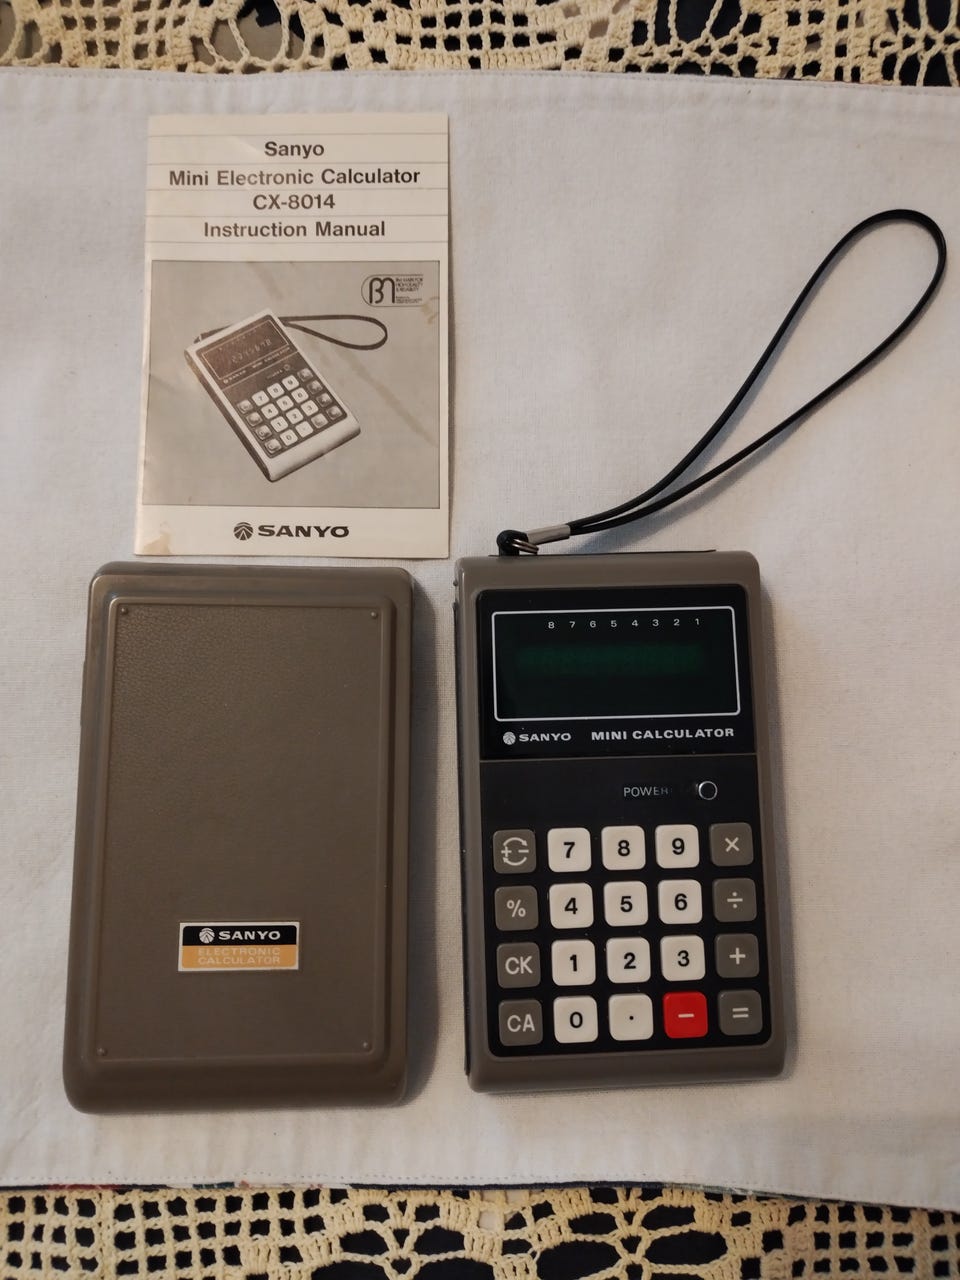 Sanyo
Mini Electronic Calculator
CX-8014
Instruction Manual
SANYO
SANYO
ELECTRONIC
CALCULATOR
8 7 6 5 4 3 2 1
SANYO MINI CALCULATOR
POWER
7 8 9 ×
% 4 5 6 ÷
CK 1 2 3 +
CA 0 . − =